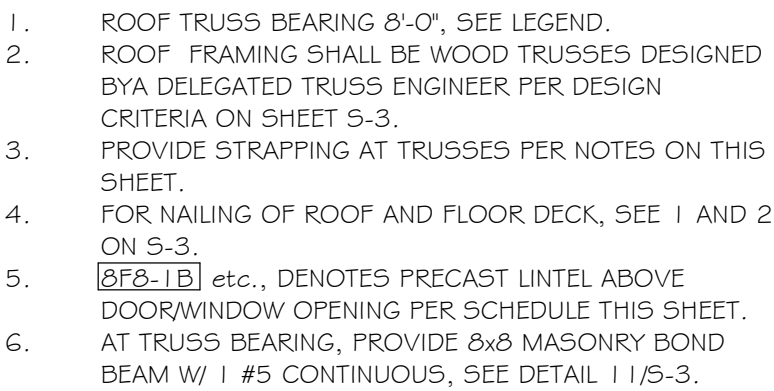 1. ROOF TRUSS BEARING 8'-0", SEE LEGEND.
2. ROOF FRAMING SHALL BE WOOD TRUSSES DESIGNED
BYA DELEGATED TRUSS ENGINEER PER DESIGN
CRITERIA ON SHEET S-3.
3. PROVIDE STRAPPING AT TRUSSES PER NOTES ON THIS
SHEET.
4. FOR NAILING OF ROOF AND FLOOR DECK, SEE 1 AND 2
ON S-3.
5. 8F8-1B etc., DENOTES PRECAST LINTEL ABOVE
DOOR/WINDOW OPENING PER SCHEDULE THIS SHEET.
6. AT TRUSS BEARING, PROVIDE 8x8 MASONRY BOND
BEAM W/ 1 #5 CONTINUOUS, SEE DETAIL 11/S-3.